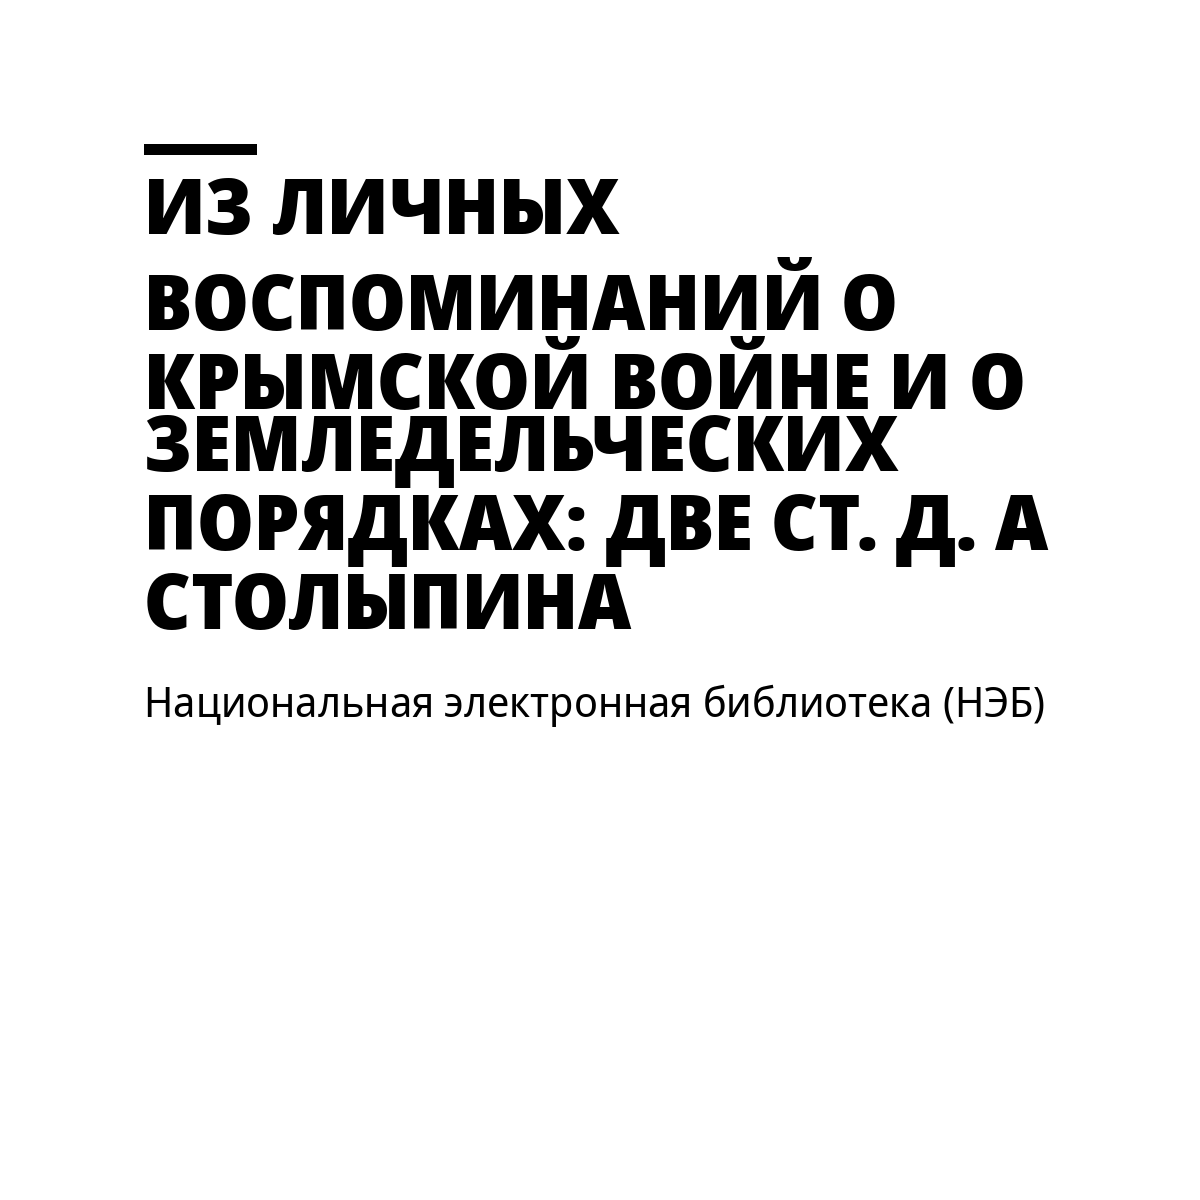 ИЗ ЛИЧНЫХ
ВОСПОМИНАНИЙ О
КРЫМСКОЙ ВОЙНЕ И О
ЗЕМЛЕДЕЛЬЧЕСКИХ
ПОРЯДКАХ: ДВЕ СТ. Д. А
СТОЛЫПИНА
Национальная электронная библиотека (НЭБ)